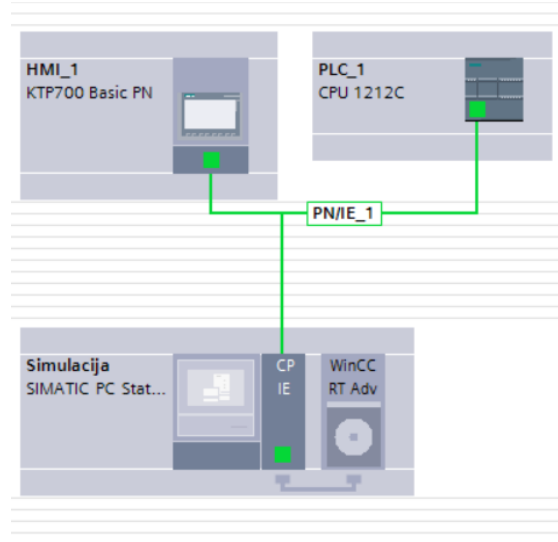 HMI_1
KTP700 Basic PN
PLC_1
CPU 1212C
PN/IE_1
Simulacija
SIMATIC PC Stat...
CP
IE
WinCC
RT Adv